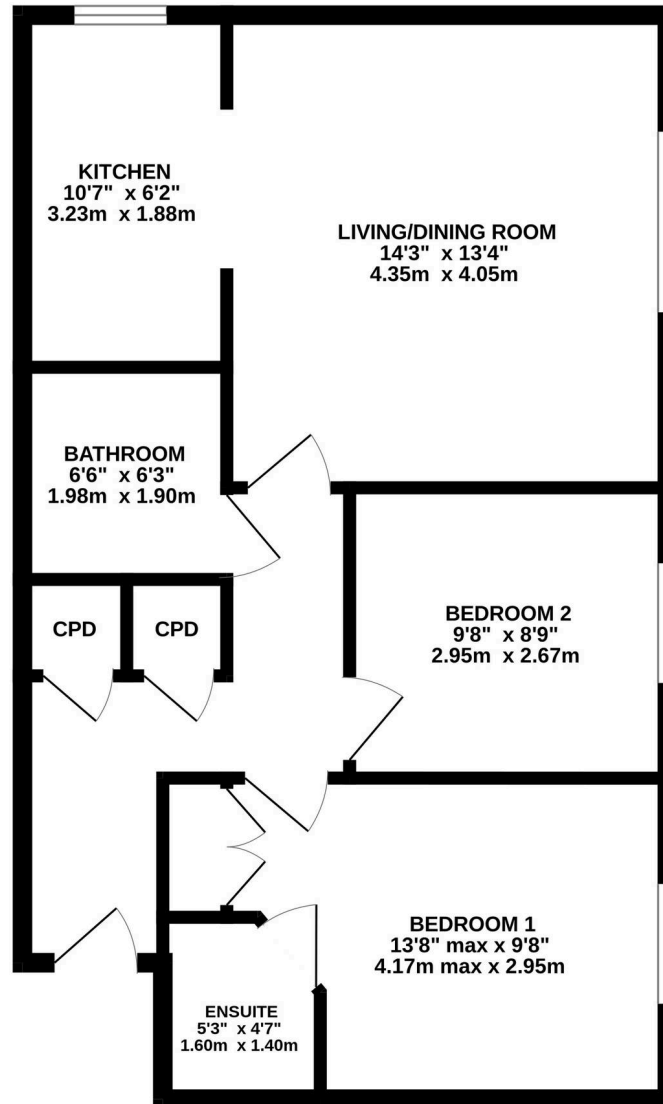 KITCHEN
10'7" x 6'2"
3.23m x 1.88m
LIVING/DINING ROOM
14'3" x 13'4"
4.35m x 4.05m
BATHROOM
6'6" x 6'3"
1.98m x 1.90m
CPD
CPD
BEDROOM 2
9'8" x 8'9"
2.95m x 2.67m
BEDROOM 1
13'8" max x 9'8"
4.17m max x 2.95m
ENSUITE
5'3" x 4'7"
1.60m x 1.40m